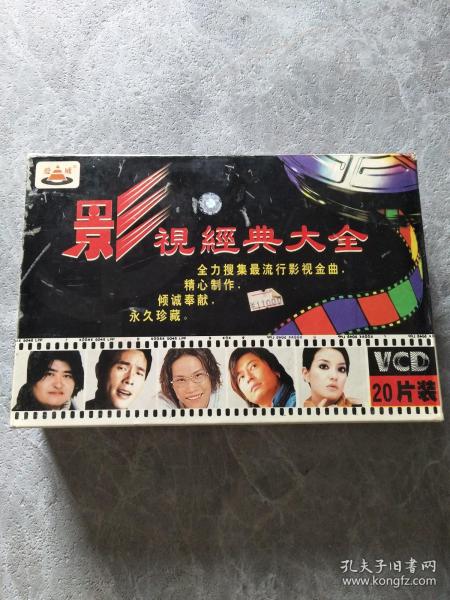 影視經典大全
全力搜集最流行影视金曲.
精心制作.
倾诚奉献.
永久珍藏。
¥11000
VCD
20片装
孔夫子旧书网
www.kongfz.com